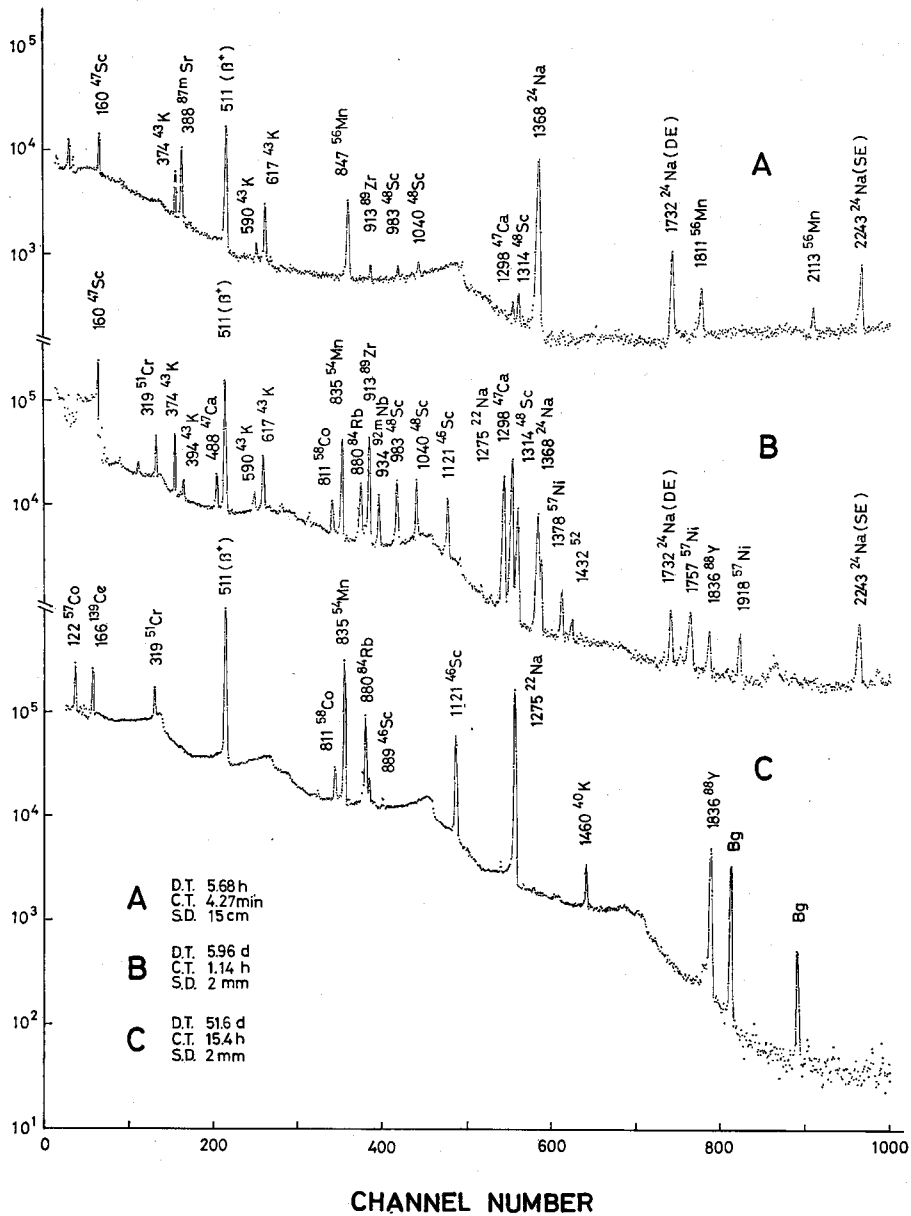 10⁵
10⁴
10³
10⁵
10⁴
10⁵
10⁴
10³
10²
10¹
160 ⁴⁷Sc
374 ⁴³K
388 ⁸⁷ᵐSr
511 (β⁺)
590 ⁴³K
617 ⁴³K
847 ⁵⁶Mn
913 ⁸⁹Zr
983 ⁴⁸Sc
1040 ⁴⁸Sc
1298 ⁴⁷Ca
1314 ⁴⁸Sc
1368 ²⁴Na
1732 ²⁴Na (DE)
1811 ⁵⁶Mn
2113 ⁵⁶Mn
2243 ²⁴Na (SE)
A
160 ⁴⁷Sc
319 ⁵¹Cr
374 ⁴³K
394 ⁴³K
488 ⁴⁷Ca
511 (β⁺)
590 ⁴³K
617 ⁴³K
811 ⁵⁸Co
835 ⁵⁴Mn
880 ⁸⁴Rb
913 ⁸⁹Zr
934 ⁹²ᵐNb
983 ⁴⁸Sc
1040 ⁴⁸Sc
1121 ⁴⁶Sc
1275 ²²Na
1298 ⁴⁷Ca
1314 ⁴⁸Sc
1368 ²⁴Na
1378 ⁵⁷Ni
1432 ⁵²
1732 ²⁴Na (DE)
1757 ⁵⁷Ni
1836 ⁸⁸Y
1918 ⁵⁷Ni
2243 ²⁴Na (SE)
B
122 ⁵⁷Co
166 ¹³⁹Ce
319 ⁵¹Cr
511 (β⁺)
811 ⁵⁸Co
835 ⁵⁴Mn
880 ⁸⁴Rb
889 ⁴⁶Sc
1121 ⁴⁶Sc
1275 ²²Na
1460 ⁴⁰K
1836 ⁸⁸Y
Bg
Bg
C
A
D.T. 5.68 h
C.T. 4.27min
S.D. 15 cm
B
D.T. 5.96 d
C.T. 1.14 h
S.D. 2 mm
C
D.T. 51.6 d
C.T. 15.4 h
S.D. 2 mm
0 200 400 600 800 1000
CHANNEL NUMBER